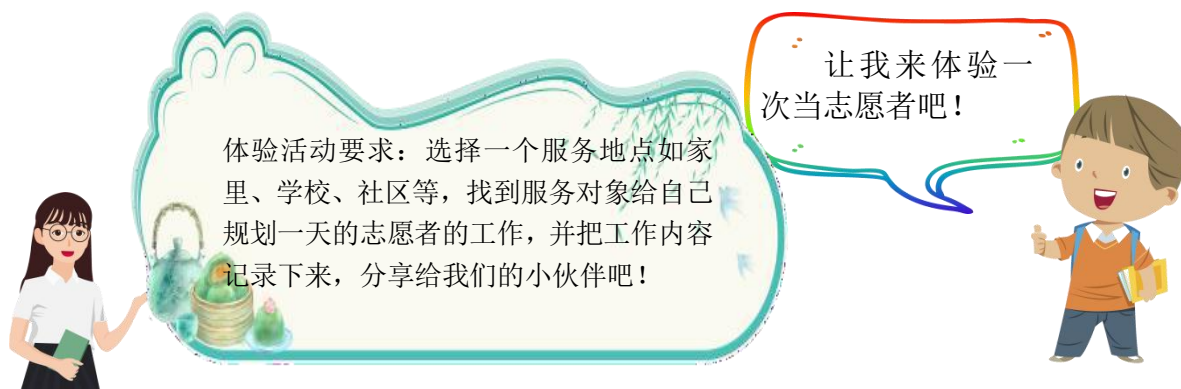 让我来体验一
次当志愿者吧！
体验活动要求：选择一个服务地点如家
里、学校、社区等，找到服务对象给自己
规划一天的志愿者的工作，并把工作内容
记录下来，分享给我们的小伙伴吧！